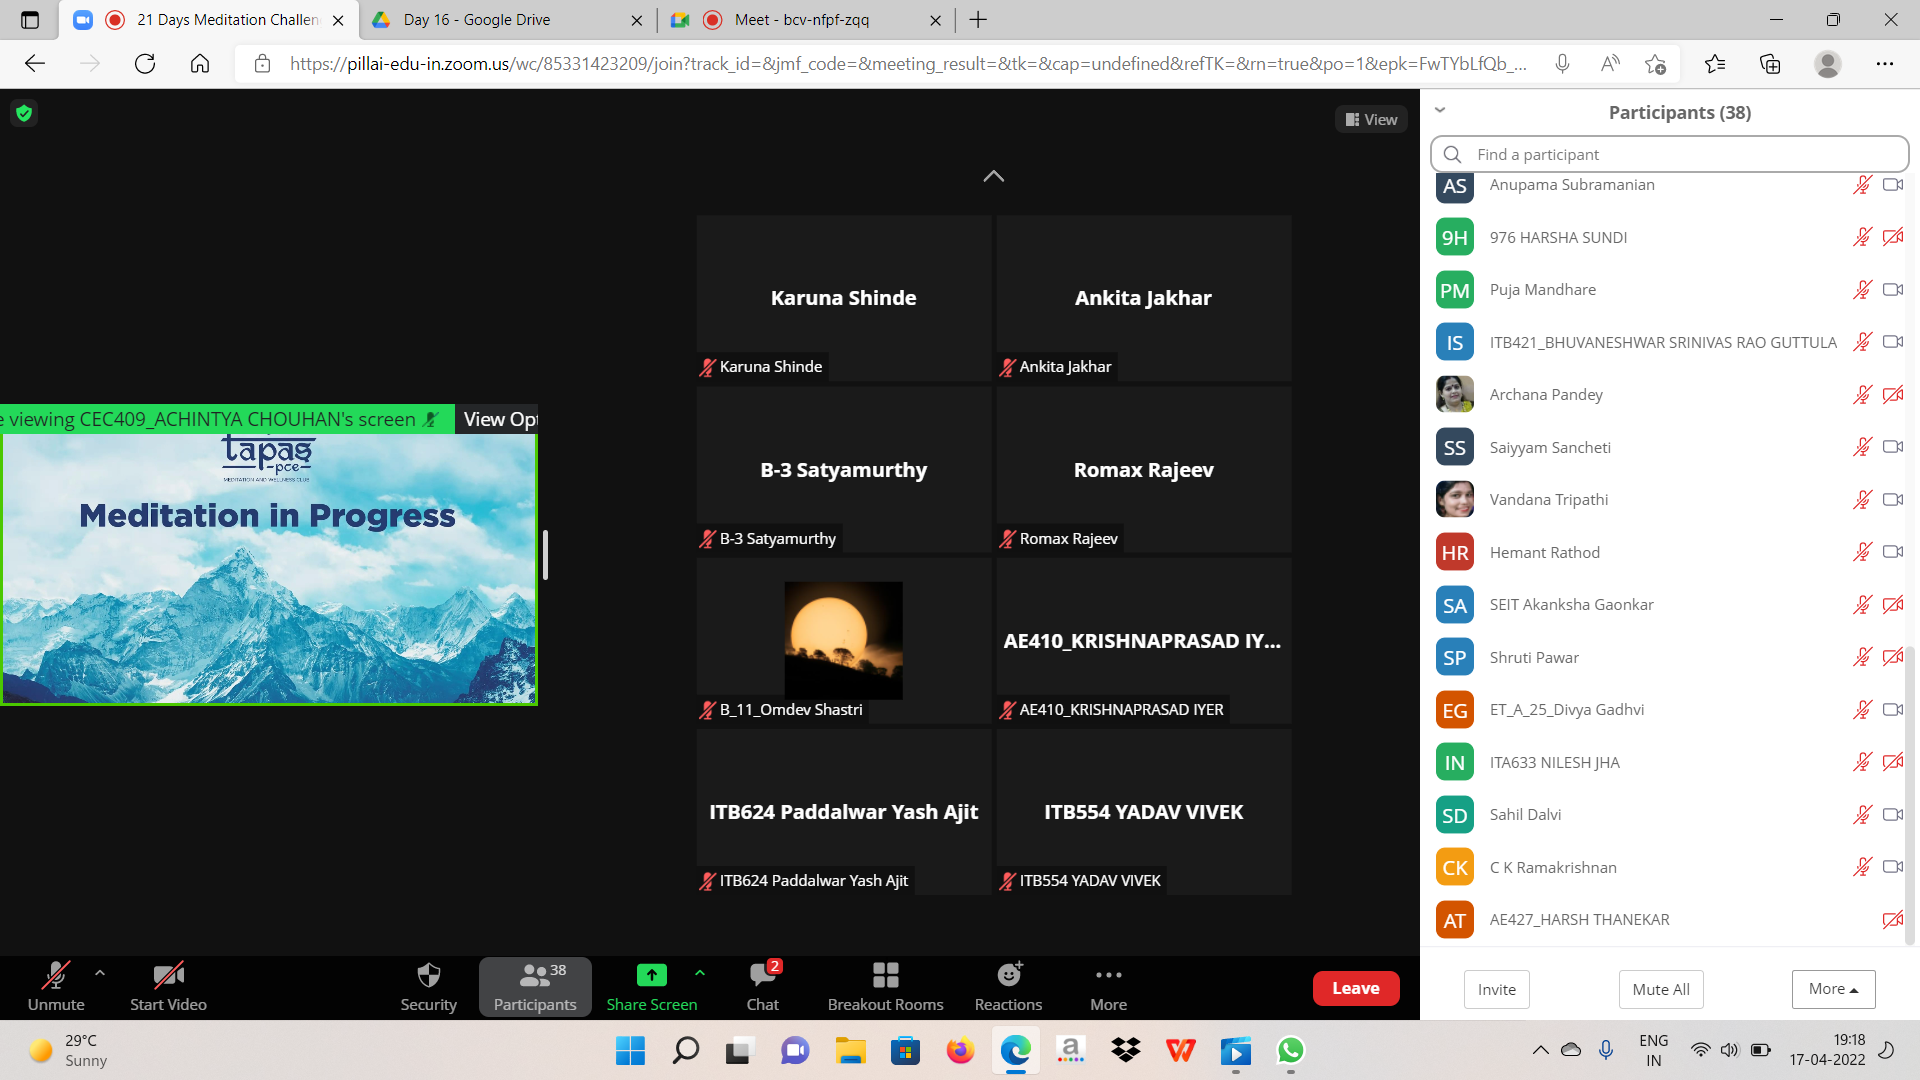 21 Days Meditation Challen
Day 16 - Google Drive
Meet - bcv-nfpf-zqq
https://pillai-edu-in.zoom.us/wc/85331423209/join?track_id=&jmf_code=&meeting_result=&tk=&cap=undefined&refTK=&rn=true&po=1&epk=FwTYbLfQb_...
View
Karuna Shinde
Karuna Shinde
Ankita Jakhar
Ankita Jakhar
e viewing CEC409_ACHINTYA CHOUHAN's screen
View Opt
tapas
-pce-
MEDITATION AND WELLNESS CLUB
Meditation in Progress
B-3 Satyamurthy
B-3 Satyamurthy
Romax Rajeev
Romax Rajeev
B_11_Omdev Shastri
AE410_KRISHNAPRASAD IY...
AE410_KRISHNAPRASAD IYER
ITB624 Paddalwar Yash Ajit
ITB624 Paddalwar Yash Ajit
ITB554 YADAV VIVEK
ITB554 YADAV VIVEK
Participants (38)
Find a participant
AS Anupama Subramanian
9H 976 HARSHA SUNDI
PM Puja Mandhare
IS ITB421_BHUVANESHWAR SRINIVAS RAO GUTTULA
Archana Pandey
SS Saiyyam Sancheti
Vandana Tripathi
HR Hemant Rathod
SA SEIT Akanksha Gaonkar
SP Shruti Pawar
EG ET_A_25_Divya Gadhvi
IN ITA633 NILESH JHA
SD Sahil Dalvi
CK C K Ramakrishnan
AT AE427_HARSH THANEKAR
Invite
Mute All
More
Unmute
Start Video
Security
38
Participants
Share Screen
2
Chat
Breakout Rooms
Reactions
More
Leave
29°C
Sunny
ENG
IN
19:18
17-04-2022